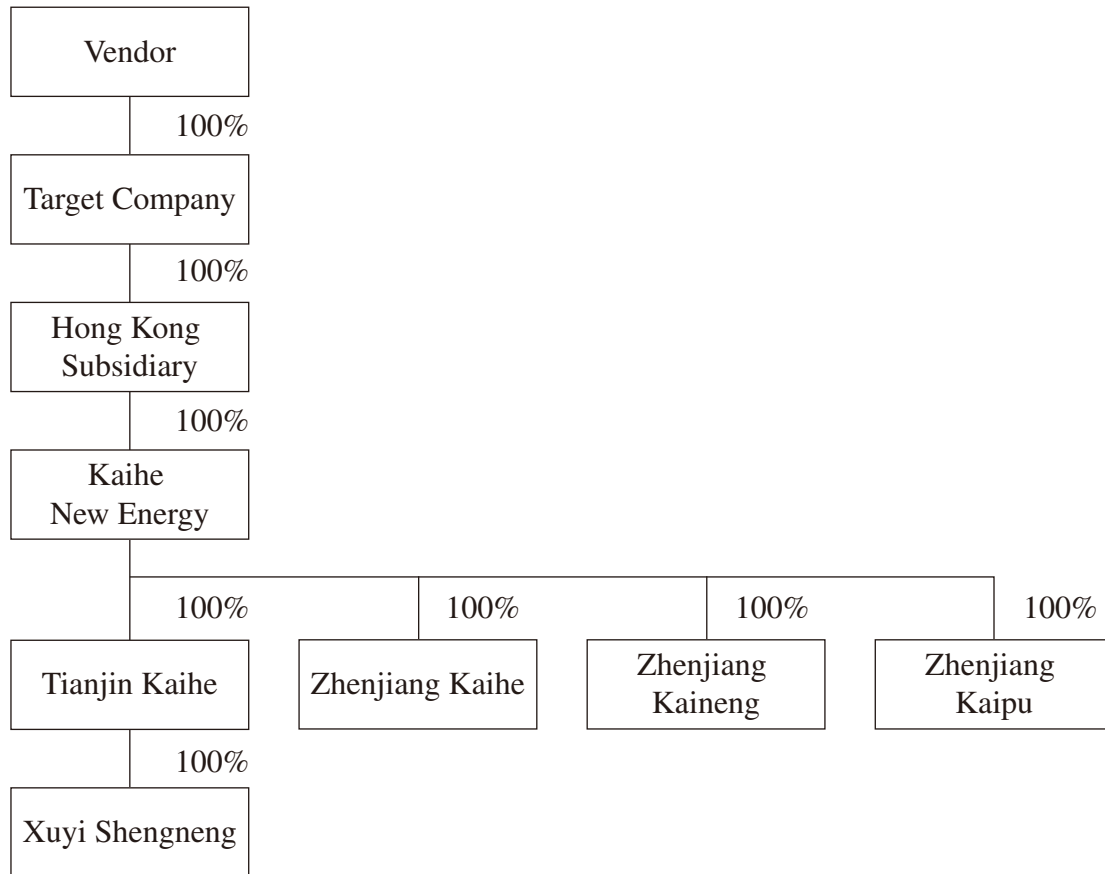 Vendor
100%
Target Company
100%
Hong Kong
Subsidiary
100%
Kaihe
New Energy
100%
100%
100%
100%
Tianjin Kaihe
Zhenjiang Kaihe
Zhenjiang
Kaineng
Zhenjiang
Kaipu
100%
Xuyi Shengneng